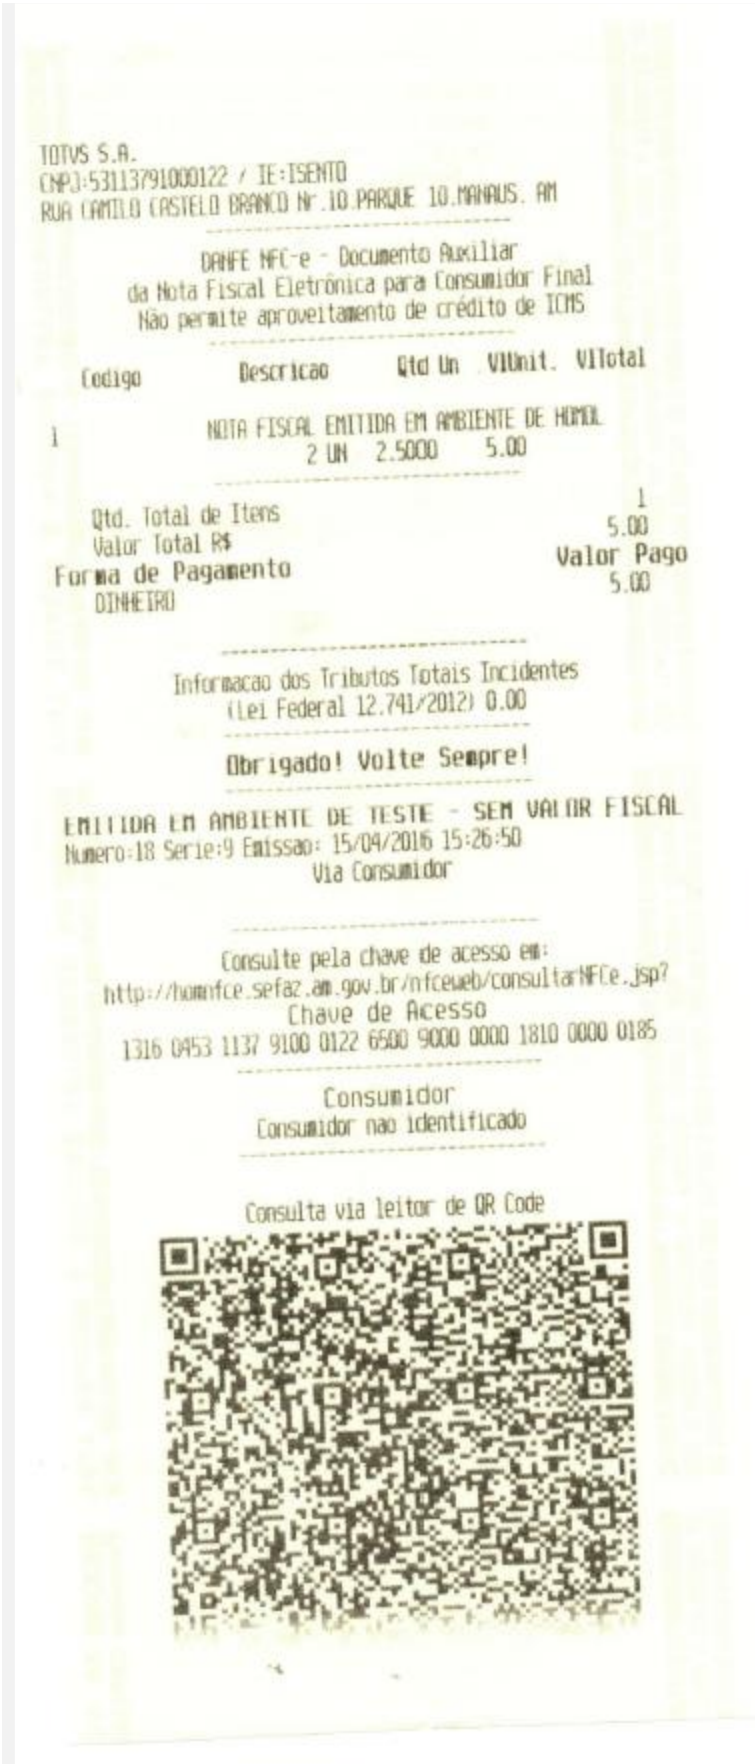 TOTVS S.A.
CNPJ:53113791000122 / IE:ISENTO
RUA CAMILO CASTELO BRANCO Nr.10.PARQUE 10.MANAUS. AM
DANFE NFC-e - Documento Auxiliar
da Nota Fiscal Eletrônica para Consumidor Final
Não permite aproveitamento de crédito de ICMS
Codigo Descricao Qtd Un VlUnit. VlTotal
1 NOTA FISCAL EMITIDA EM AMBIENTE DE HOMOL
2 UN 2.5000 5.00
Qtd. Total de Itens 1
Valor Total R$ 5.00
Forma de Pagamento Valor Pago
DINHEIRO 5.00
Informacao dos Tributos Totais Incidentes
(Lei Federal 12.741/2012) 0.00
Obrigado! Volte Sempre!
EMITIDA EM AMBIENTE DE TESTE - SEM VALOR FISCAL
Numero:18 Serie:9 Emissao: 15/04/2016 15:26:50
Via Consumidor
Consulte pela chave de acesso em:
http://homnfce.sefaz.am.gov.br/nfceweb/consultarNFCe.jsp?
Chave de Acesso
1316 0453 1137 9100 0122 6500 9000 0000 1810 0000 0185
Consumidor
Consumidor nao identificado
Consulta via leitor de QR Code